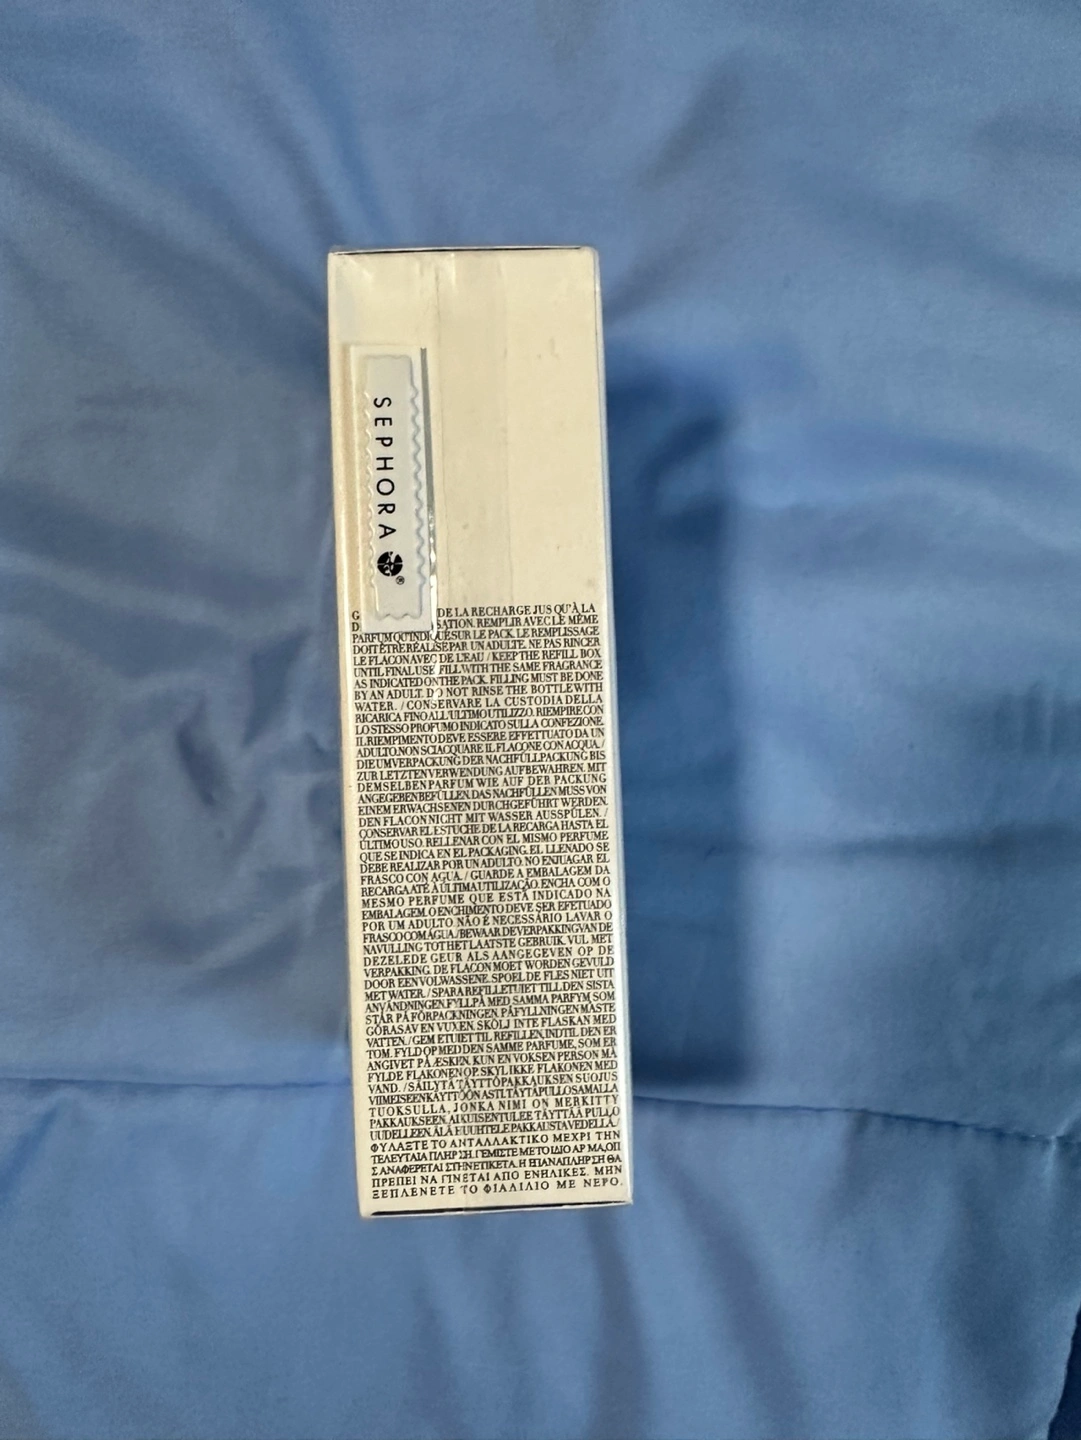 SEPHORA
®
G DE LA RECHARGE JUS QU'À LA
D SATION. REMPLIR AVEC LE MÊME
PARFUM QU'INDIQUÉ SUR LE PACK. LE REMPLISSAGE
DOIT ÊTRE RÉALISÉ PAR UN ADULTE. NE PAS RINCER
LE FLACON AVEC DE L'EAU / KEEP THE REFILL BOX
UNTIL FINAL USE FILL WITH THE SAME FRAGRANCE
AS INDICATED ON THE PACK. FILLING MUST BE DONE
BY AN ADULT. DO NOT RINSE THE BOTTLE WITH
WATER. / CONSERVARE LA CUSTODIA DELLA
RICARICA FINO ALL'ULTIMO UTILIZZO. RIEMPIRE CON
LO STESSO PROFUMO INDICATO SULLA CONFEZIONE.
IL RIEMPIMENTO DEVE ESSERE EFFETTUATO DA UN
ADULTO. NON SCIACQUARE IL FLACONE CON ACQUA. /
DIE UMVERPACKUNG DER NACHFÜLLPACKUNG BIS
ZUR LETZTEN VERWENDUNG AUFBEWAHREN. MIT
DEMSELBEN PARFUM WIE AUF DER PACKUNG
ANGEGEBEN BEFÜLLEN. DAS NACHFÜLLEN MUSS VON
EINEM ERWACHSENEN DURCHGEFÜHRT WERDEN.
DEN FLACON NICHT MIT WASSER AUSSPÜLEN. /
CONSERVAR EL ESTUCHE DE LA RECARGA HASTA EL
ÚLTIMO USO. RELLENAR CON EL MISMO PERFUME
QUE SE INDICA EN EL PACKAGING. EL LLENADO SE
DEBE REALIZAR POR UN ADULTO. NO ENJUAGAR EL
FRASCO CON AGUA. / GUARDE A EMBALAGEM DA
RECARGA ATÉ À ÚLTIMA UTILIZAÇÃO. ENCHA COM O
MESMO PERFUME QUE ESTÁ INDICADO NA
EMBALAGEM. O ENCHIMENTO DEVE SER EFETUADO
POR UM ADULTO NÃO É NECESSÁRIO LAVAR O
FRASCO COM ÁGUA. / BEWAAR DE VERPAKKING VAN DE
NAVULLING TOT HET LAATSTE GEBRUIK. VUL MET
DEZELEDE GEUR ALS AANGEGEVEN OP DE
VERPAKKING. DE FLACON MOET WORDEN GEVULD
DOOR EEN VOLWASSENE. SPOEL DE FLES NIET UIT
MET WATER. / SPARA REFILLETUIET TILL DEN SISTA
ANVÄNDNINGEN. FYLL PÅ MED SAMMA PARFYM SOM
STÅR PÅ FÖRPACKNINGEN. PÅFYLLNINGEN MÅSTE
GÖRAS AV EN VUXEN. SKÖLJ INTE FLASKAN MED
VATTEN. / GEM ETUIET TIL REFILLEN, INDTIL DEN ER
TOM. FYLD OP MED DEN SAMME PARFUME, SOM ER
ANGIVET PÅ ÆSKEN. KUN EN VOKSEN PERSON MÅ
FYLDE FLAKONEN OP. SKYL IKKE FLAKONEN MED
VAND. / SÄILYTÄ TÄYTTÖPAKKAUKSEN SUOJUS
VIIMEISEEN KÄYTTÖÖN ASTI. TÄYTÄ PULLO SAMALLA
TUOKSULLA, JONKA NIMI ON MERKITTY
PAKKAUKSEEN. AIKUISEN TULEE TÄYTTÄÄ PULLO
UUDELLEEN. ÄLÄ HUUHTELE PAKKAUSTA VEDELLÄ /
ΦΥΛΑΞΤΕ ΤΟ ΑΝΤΑΛΛΑΚΤΙΚΟ ΜΕΧΡΙ ΤΗΝ
ΤΕΛΕΥΤΑΙΑ ΠΛΗΡΩΣΗ. ΓΕΜΙΣΤΕ ΜΕ ΤΟ ΙΔΙΟ ΑΡΩΜΑ, ΟΠ
ΩΣ ΑΝΑΦΕΡΕΤΑΙ ΣΤΗΝ ΕΤΙΚΕΤΑ. Η ΕΠΑΝΑΠΛΗΡΩΣΗ ΘΑ
ΠΡΕΠΕΙ ΝΑ ΓΙΝΕΤΑΙ ΑΠΟ ΕΝΗΛΙΚΕΣ. ΜΗΝ
ΞΕΠΛΕΝΕΤΕ ΤΟ ΦΙΑΛΙΔΙΟ ΜΕ ΝΕΡΟ.